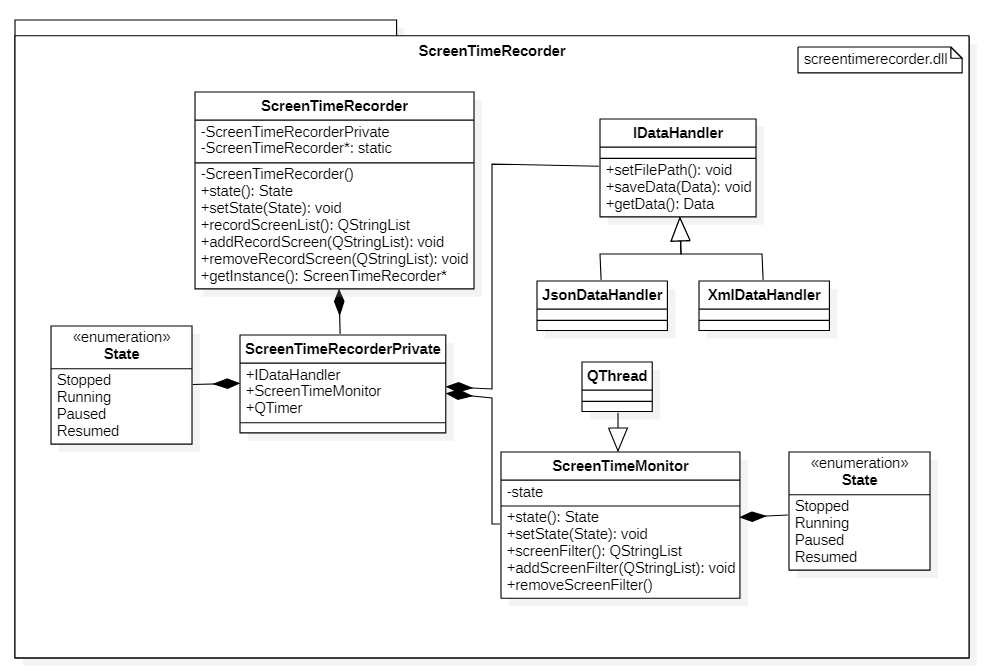 ScreenTimeRecorder
screentimerecorder.dll
ScreenTimeRecorder
-ScreenTimeRecorderPrivate
-ScreenTimeRecorder*: static
-ScreenTimeRecorder()
+state(): State
+setState(State): void
+recordScreenList(): QStringList
+addRecordScreen(QStringList): void
+removeRecordScreen(QStringList): void
+getInstance(): ScreenTimeRecorder*
IDataHandler
+setFilePath(): void
+saveData(Data): void
+getData(): Data
JsonDataHandler
XmlDataHandler
«enumeration»
State
Stopped
Running
Paused
Resumed
ScreenTimeRecorderPrivate
+IDataHandler
+ScreenTimeMonitor
+QTimer
QThread
ScreenTimeMonitor
-state
+state(): State
+setState(State): void
+screenFilter(): QStringList
+addScreenFilter(QStringList): void
+removeScreenFilter()
«enumeration»
State
Stopped
Running
Paused
Resumed